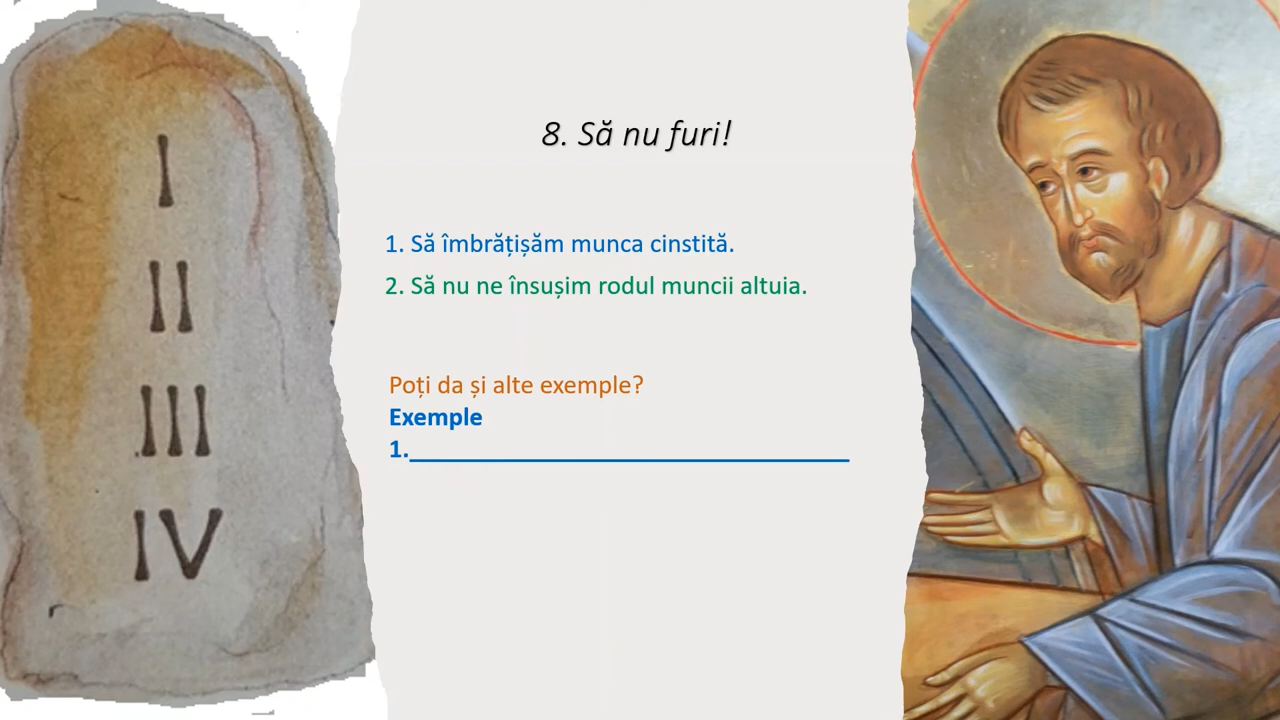 I
II
III
IV
8. Să nu furi!
1. Să îmbrățișăm munca cinstită.
2. Să nu ne însușim rodul muncii altuia.
Poți da și alte exemple?
Exemple
1.____________________________________